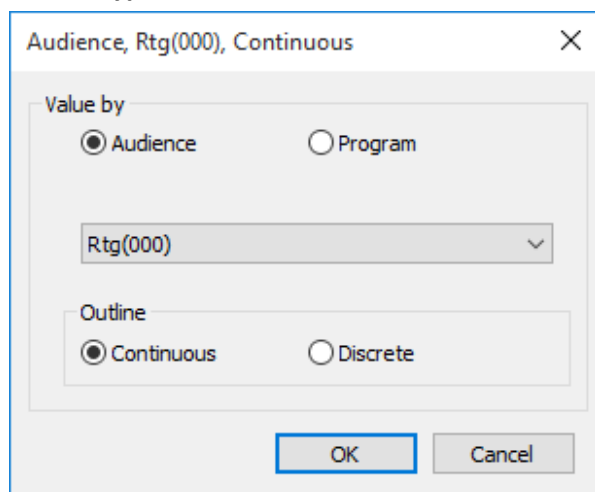 Audience, Rtg(000), Continuous
Value by
Audience Program
Rtg(000)
Outline
Continuous Discrete
OK Cancel